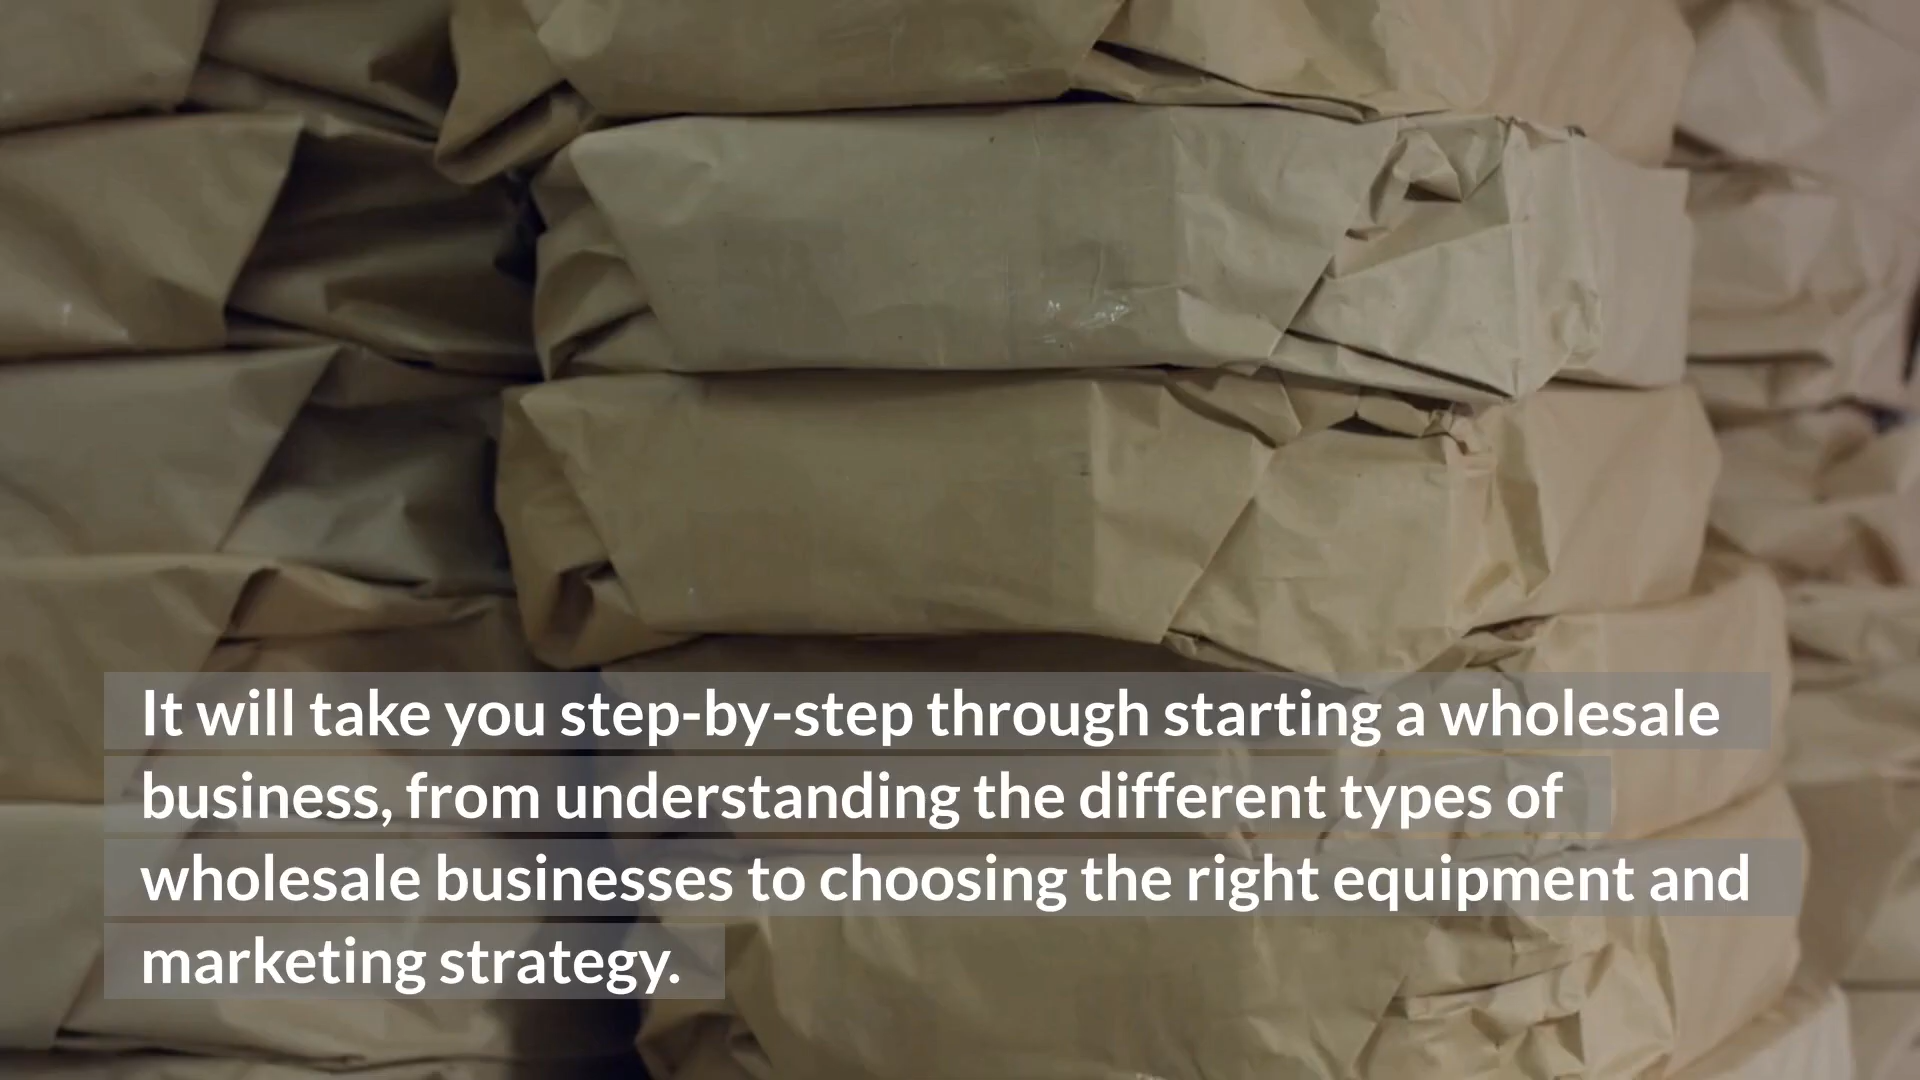 It will take you step-by-step through starting a wholesale
business, from understanding the different types of
wholesale businesses to choosing the right equipment and
marketing strategy.